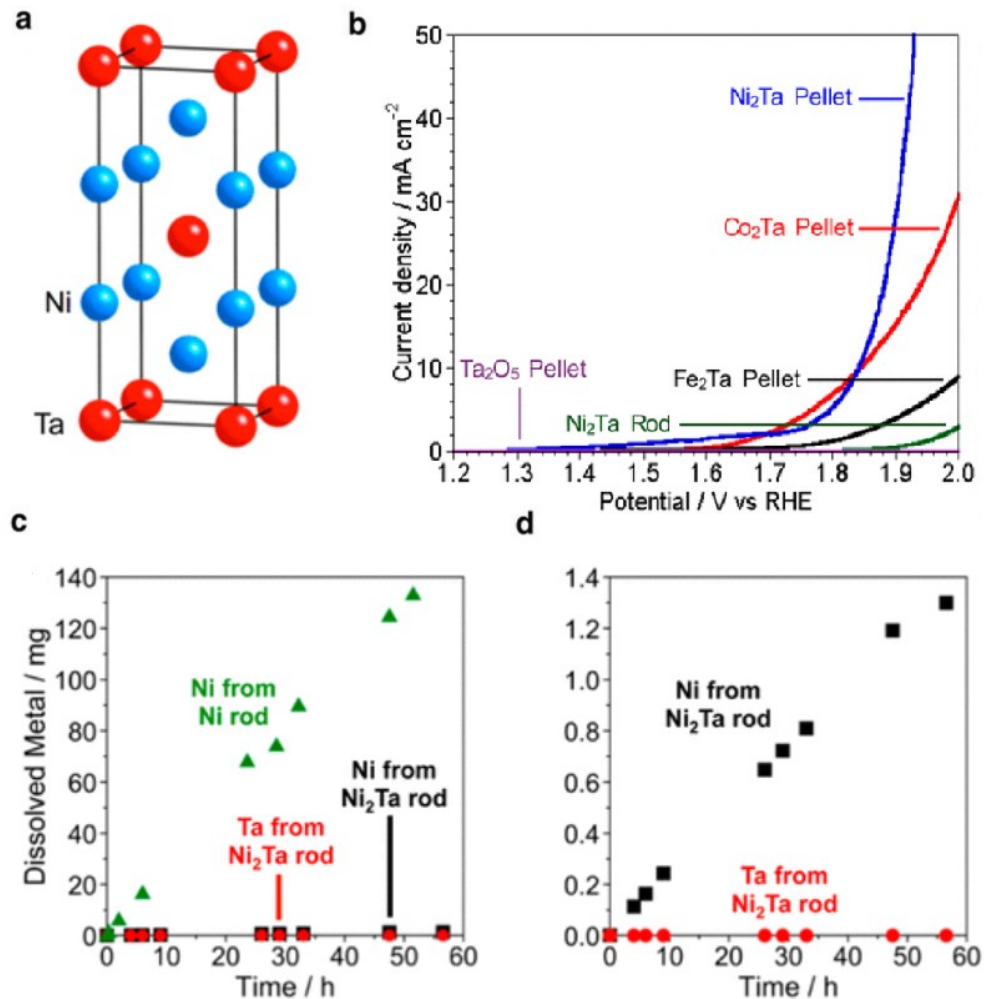 a
Ni
Ta
b
50
40
30
20
10
0
Current density / mA cm⁻²
Ni₂Ta Pellet
Co₂Ta Pellet
Ta₂O₅ Pellet
Fe₂Ta Pellet
Ni₂Ta Rod
1.2 1.3 1.4 1.5 1.6 1.7 1.8 1.9 2.0
Potential / V vs RHE
c
140
120
100
80
60
40
20
0
Dissolved Metal / mg
Ni from
Ni rod
Ni from
Ni₂Ta rod
Ta from
Ni₂Ta rod
0 10 20 30 40 50 60
Time / h
d
1.4
1.2
1.0
0.8
0.6
0.4
0.2
0.0
Ni from
Ni₂Ta rod
Ta from
Ni₂Ta rod
0 10 20 30 40 50 60
Time / h